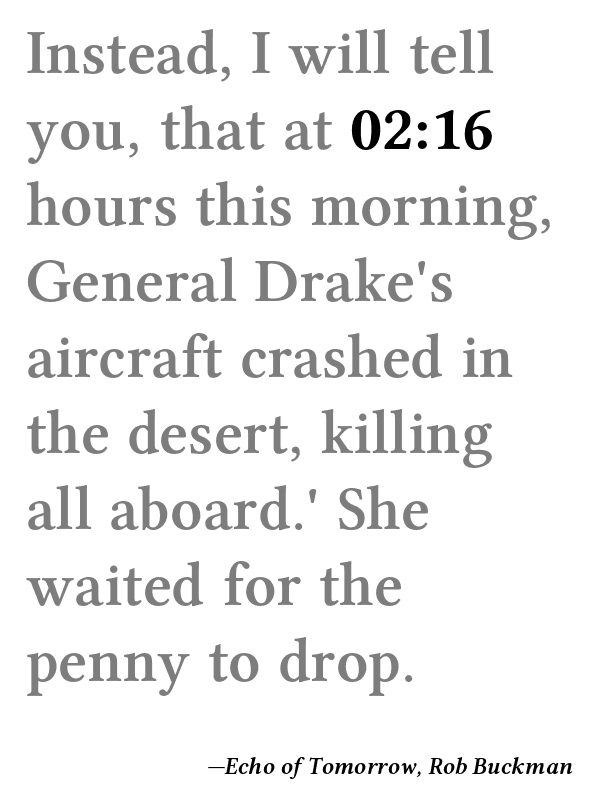 Instead, I will tell
you, that at 02:16
hours this morning,
General Drake's
aircraft crashed in
the desert, killing
all aboard.' She
waited for the
penny to drop.
—Echo of Tomorrow, Rob Buckman